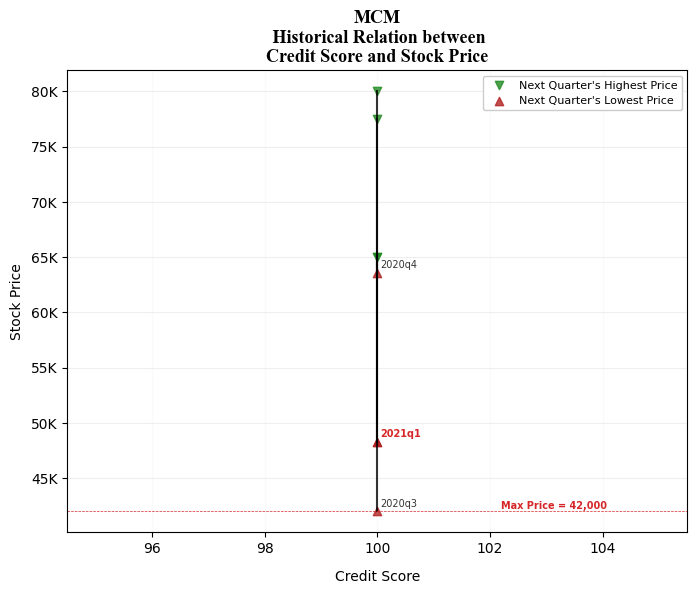 MCM
Historical Relation between
Credit Score and Stock Price
Next Quarter's Highest Price
Next Quarter's Lowest Price
80K
75K
70K
65K
60K
55K
50K
45K
Stock Price
2020q4
2021q1
2020q3
Max Price = 42,000
96
98
100
102
104
Credit Score